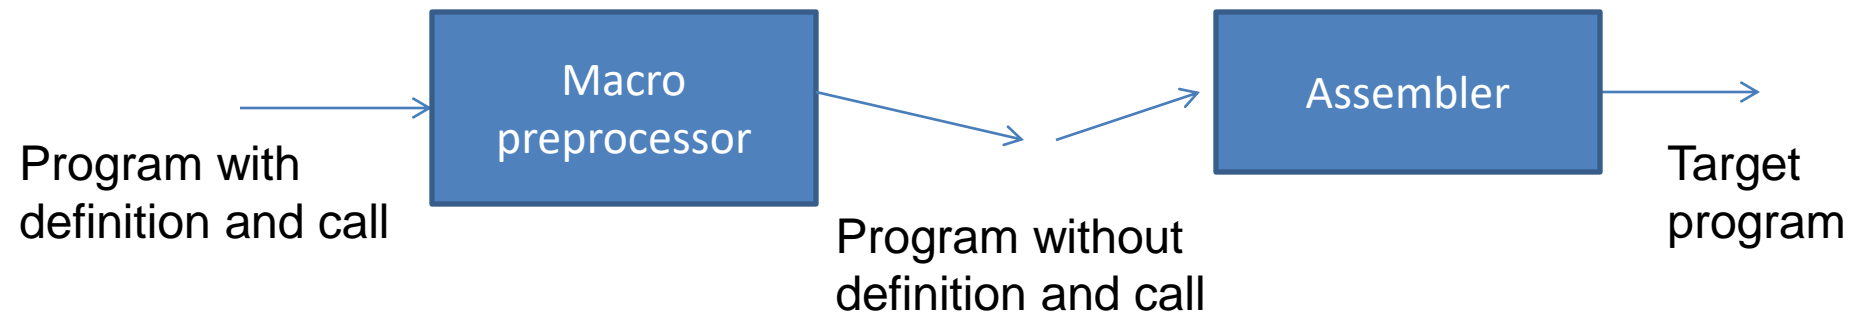 Program with
definition and call
Macro
preprocessor
Program without
definition and call
Assembler
Target
program